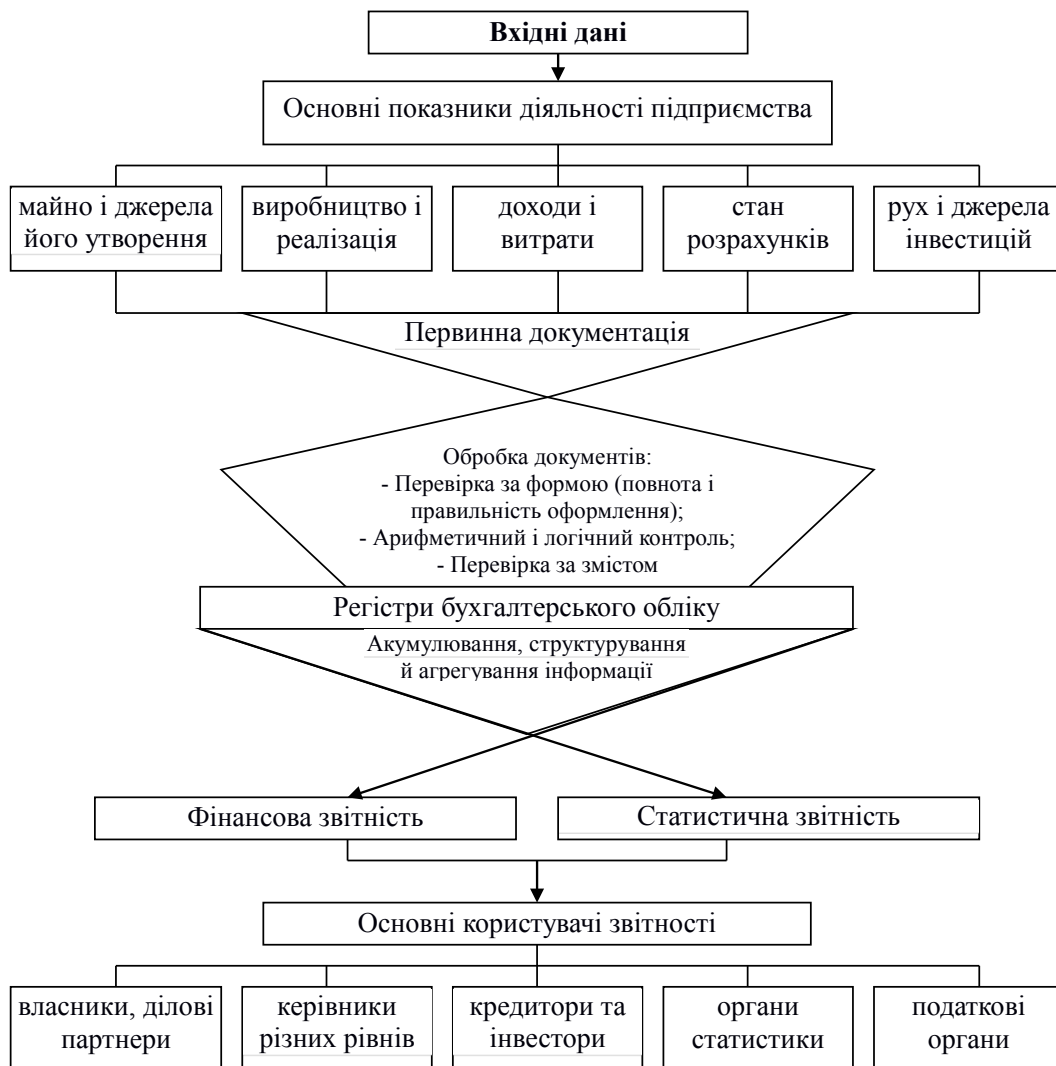 Вхідні дані
Основні показники діяльності підприємства
майно і джерела
його утворення
виробництво і
реалізація
доходи і
витрати
стан
розрахунків
рух і джерела
інвестицій
Первинна документація
Обробка документів:
- Перевірка за формою (повнота і
правильність оформлення);
- Арифметичний і логічний контроль;
- Перевірка за змістом
Регістри бухгалтерського обліку
Акумулювання, структурування
й агрегування інформації
Фінансова звітність
Статистична звітність
Основні користувачі звітності
власники, ділові
партнери
керівники
різних рівнів
кредитори та
інвестори
органи
статистики
податкові
органи